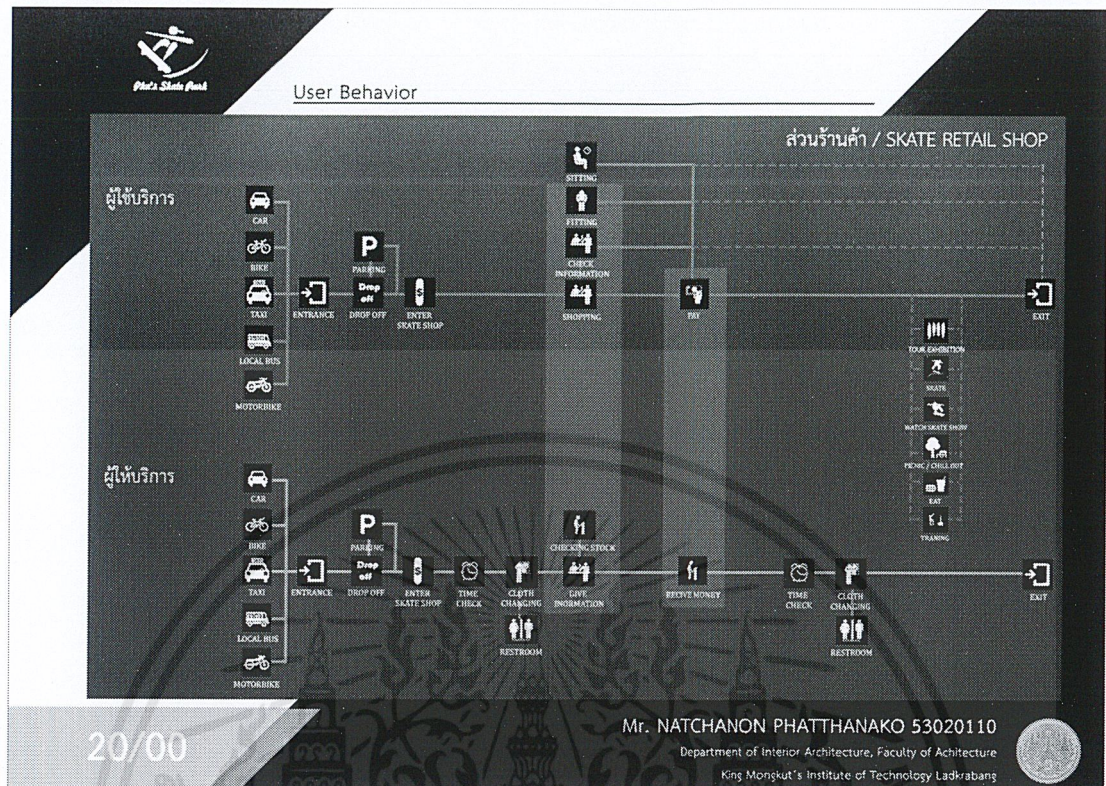 Phu's Skate Park
User Behavior
ส่วนร้านค้า / SKATE RETAIL SHOP
ผู้ใช้บริการ
CAR
BIKE
TAXI
LOCAL BUS
MOTORBIKE
ENTRANCE
P
PARKING
Drop
off
DROP OFF
S
ENTER
SKATE SHOP
SITTING
FITTING
CHECK
INFORMATION
SHOPPING
PAY
TOUR EXHIBITION
SKATE
WATCH SKATE SHOW
PICNIC / CHILL OUT
EAT
TRANING
EXIT
ผู้ให้บริการ
CAR
BIKE
TAXI
LOCAL BUS
MOTORBIKE
ENTRANCE
P
PARKING
Drop
off
DROP OFF
S
ENTER
SKATE SHOP
TIME
CHECK
CLOTH
CHANGING
RESTROOM
CHECKING STOCK
GIVE
INORMATION
RECIVE MONEY
TIME
CHECK
CLOTH
CHANGING
RESTROOM
EXIT
20/00
Mr. NATCHANON PHATTHANAKO 53020110
Department of Interior Architecture, Faculty of Achitecture
King Mongkut's Institute of Technology Ladkrabang